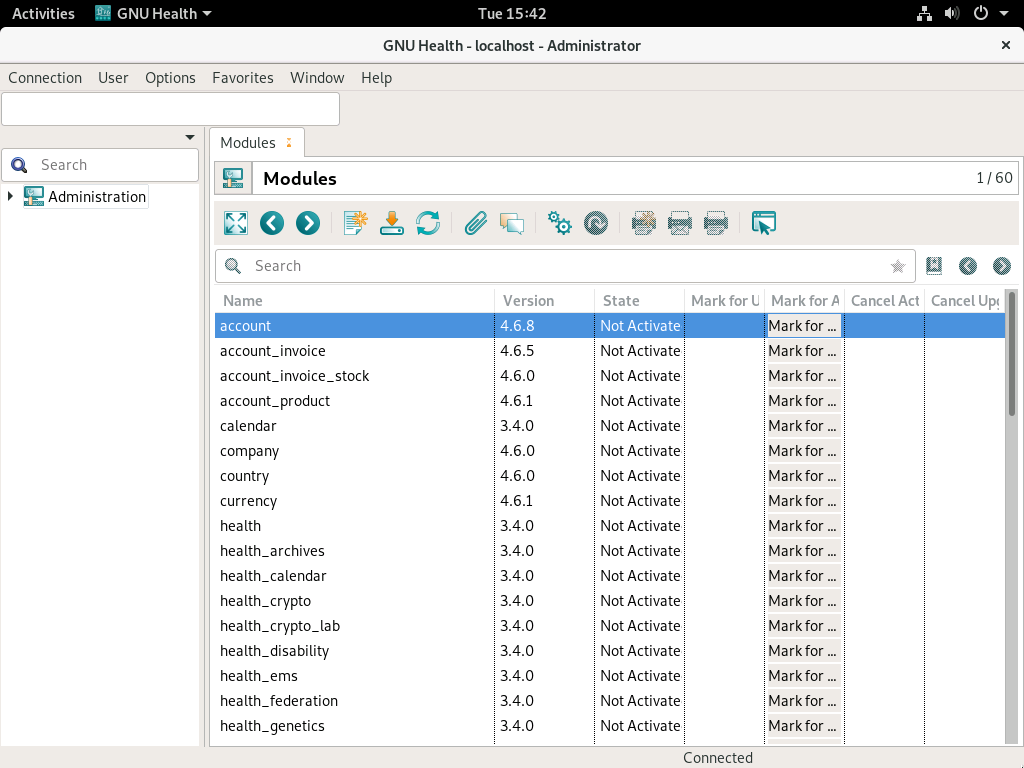 Activities GNU Health Tue 15:42
GNU Health - localhost - Administrator
Connection User Options Favorites Window Help
Modules
Search
Administration
Modules 1 / 60
Search
Name Version State Mark for U Mark for A Cancel Act Cancel Upg
account 4.6.8 Not Activate Mark for ...
account_invoice 4.6.5 Not Activate Mark for ...
account_invoice_stock 4.6.0 Not Activate Mark for ...
account_product 4.6.1 Not Activate Mark for ...
calendar 3.4.0 Not Activate Mark for ...
company 4.6.0 Not Activate Mark for ...
country 4.6.0 Not Activate Mark for ...
currency 4.6.1 Not Activate Mark for ...
health 3.4.0 Not Activate Mark for ...
health_archives 3.4.0 Not Activate Mark for ...
health_calendar 3.4.0 Not Activate Mark for ...
health_crypto 3.4.0 Not Activate Mark for ...
health_crypto_lab 3.4.0 Not Activate Mark for ...
health_disability 3.4.0 Not Activate Mark for ...
health_ems 3.4.0 Not Activate Mark for ...
health_federation 3.4.0 Not Activate Mark for ...
health_genetics 3.4.0 Not Activate Mark for ...
Connected